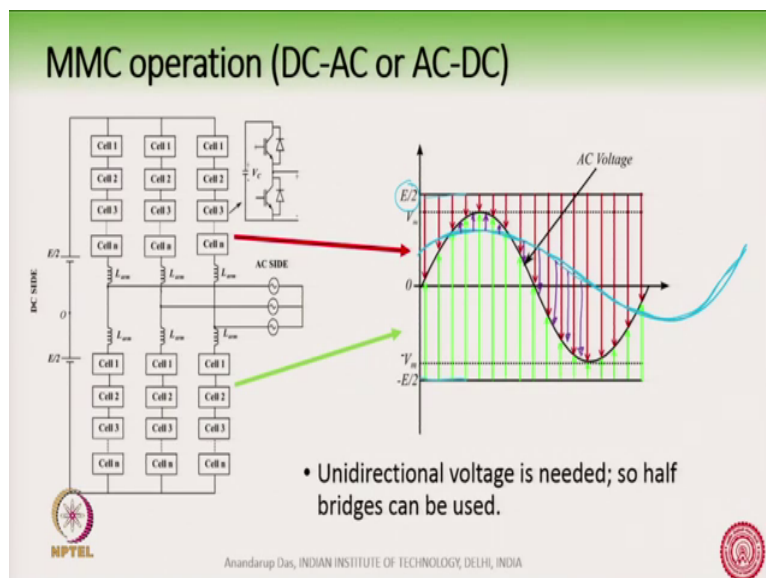 MMC operation (DC-AC or AC-DC)
Cell 1 Cell 1 Cell 1
Cell 2 Cell 2 Cell 2
Cell 3 Cell 3 Cell 3
Cell n Cell n Cell n
V_C
E/2
L_arm L_arm L_arm
AC SIDE
DC SIDE
O
L_arm L_arm L_arm
E/2
Cell 1 Cell 1 Cell 1
Cell 2 Cell 2 Cell 2
Cell 3 Cell 3 Cell 3
Cell n Cell n Cell n
AC Voltage
E/2
V_m
0
-V_m
-E/2
• Unidirectional voltage is needed; so half
bridges can be used.
NPTEL
Anandarup Das, INDIAN INSTITUTE OF TECHNOLOGY, DELHI, INDIA